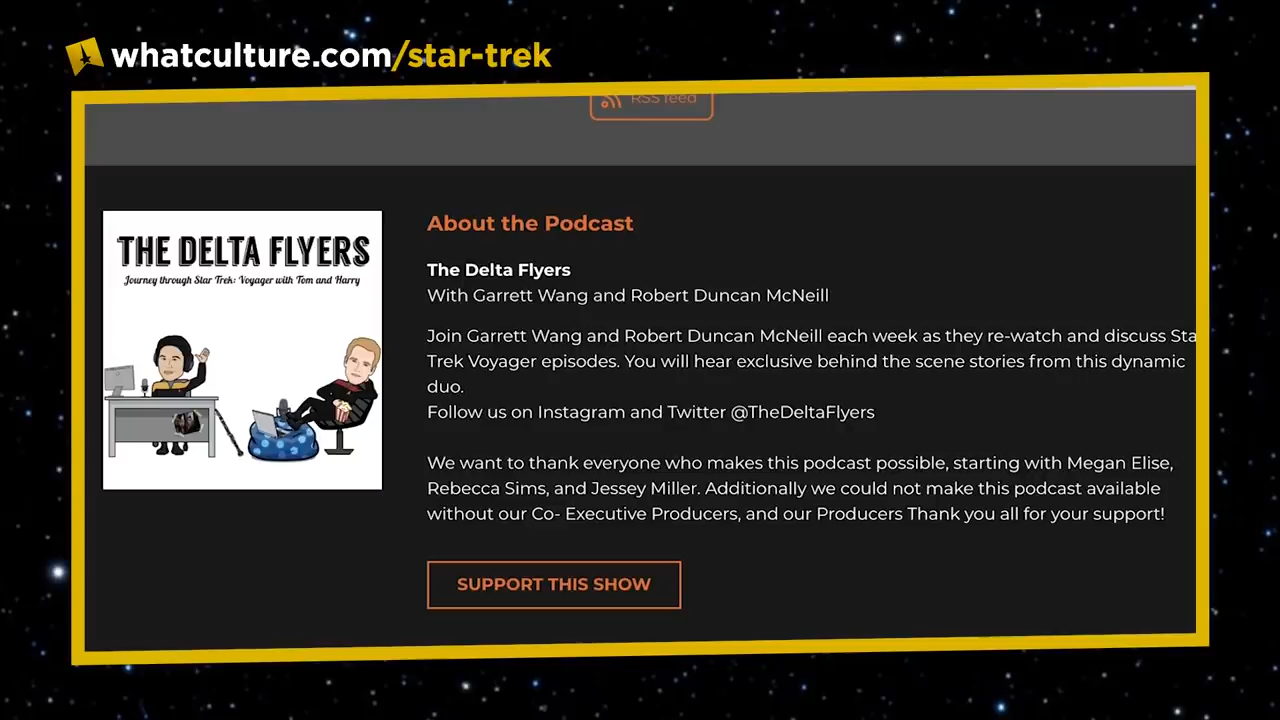 whatculture.com/star-trek
RSS feed
THE DELTA FLYERS
Journey through Star Trek: Voyager with Tom and Harry
About the Podcast
The Delta Flyers
With Garrett Wang and Robert Duncan McNeill
Join Garrett Wang and Robert Duncan McNeill each week as they re-watch and discuss Sta
Trek Voyager episodes. You will hear exclusive behind the scene stories from this dynamic
duo.
Follow us on Instagram and Twitter @TheDeltaFlyers
We want to thank everyone who makes this podcast possible, starting with Megan Elise,
Rebecca Sims, and Jessey Miller. Additionally we could not make this podcast available
without our Co- Executive Producers, and our Producers Thank you all for your support!
SUPPORT THIS SHOW